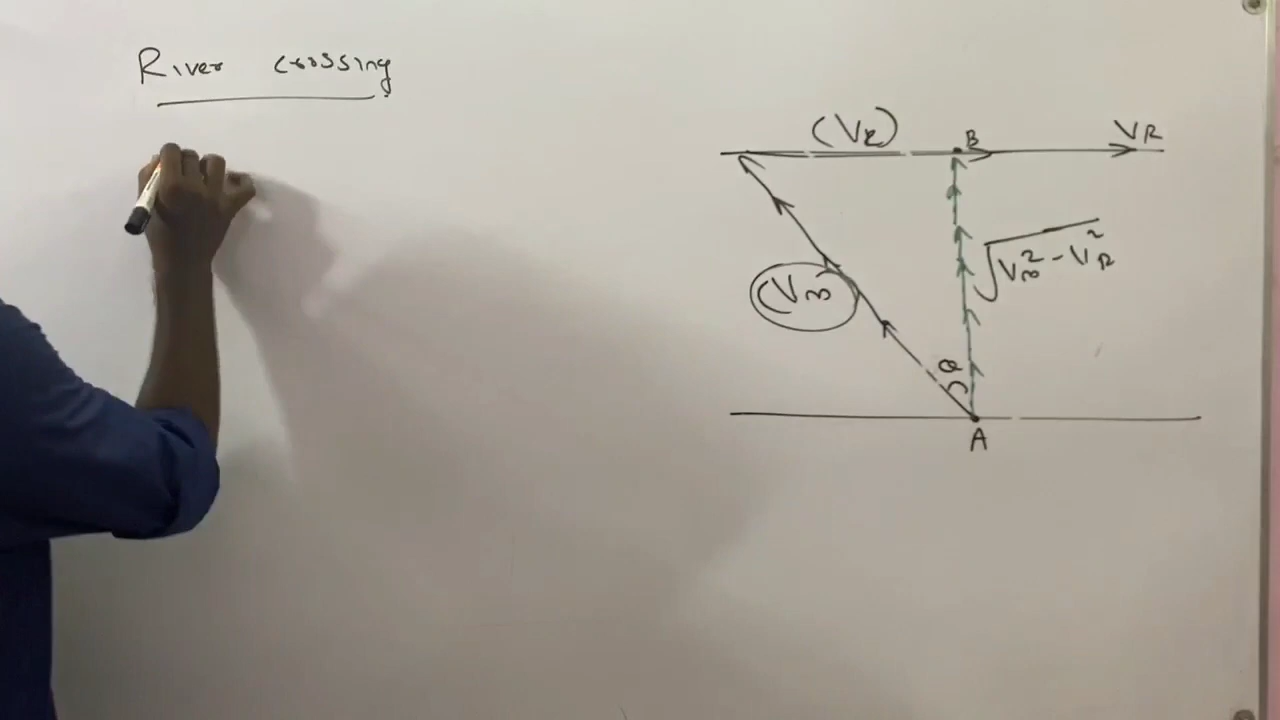 River crossing
(VR)
B
VR
√Vm² - VR²
(Vm)
θ
A